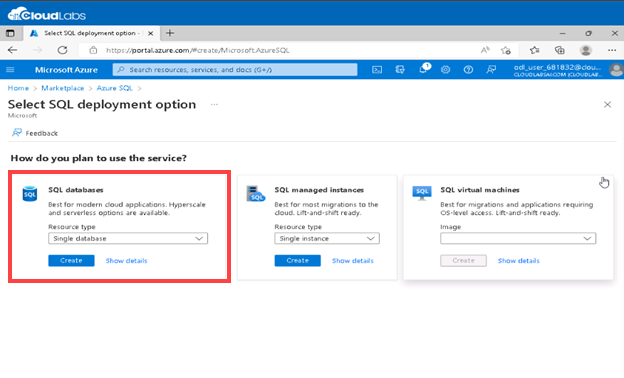 CloudLabs
Select SQL deployment option -
https://portal.azure.com/#create/Microsoft.AzureSQL
Microsoft Azure
Search resources, services, and docs (G+/)
1
odl_user_681832@clou...
CLOUDLABSAI.COM (CLOUDLAB...
Home > Marketplace > Azure SQL >
Select SQL deployment option ...
Microsoft
Feedback
How do you plan to use the service?
SQL
SQL databases
Best for modern cloud applications. Hyperscale
and serverless options are available.
Resource type
Single database
Create
Show details
SQL
SQL managed instances
Best for most migrations to the
cloud. Lift-and-shift ready.
Resource type
Single instance
Create
Show details
SQL
SQL virtual machines
Best for migrations and applications requiring
OS-level access. Lift-and-shift ready.
Image
Create
Show details